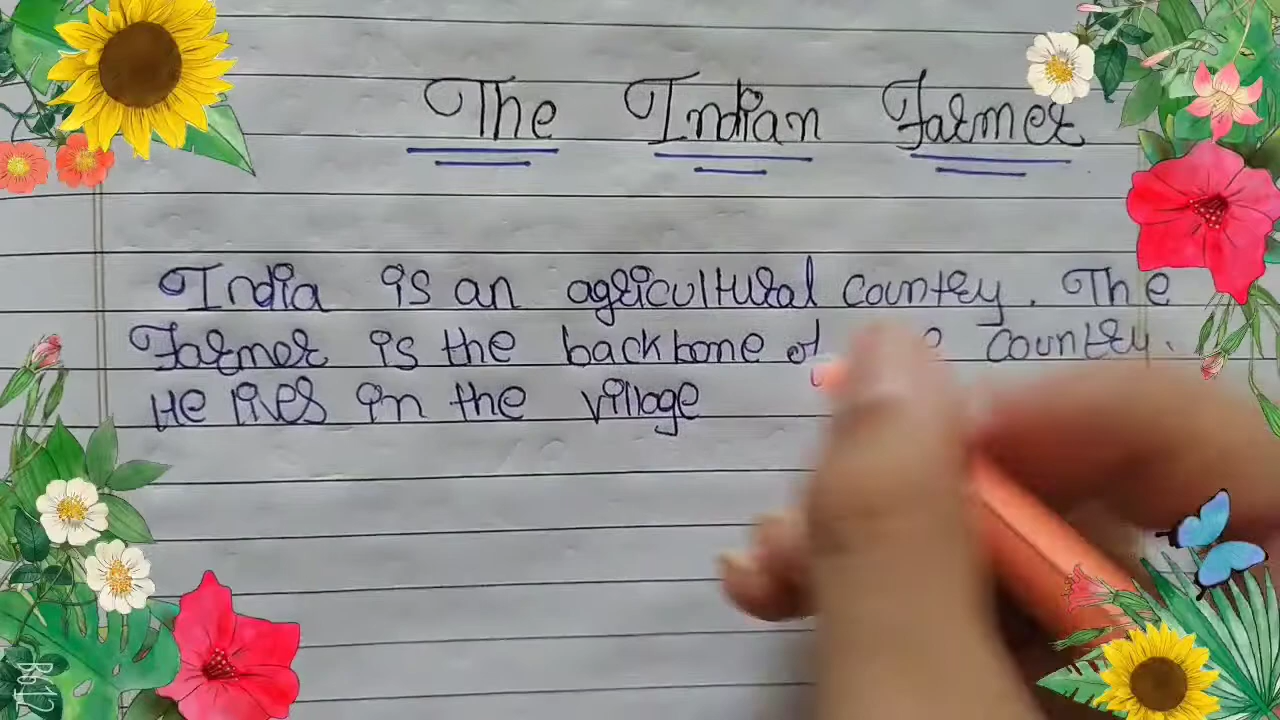 The Indian Farmer
India is an agricultural country. The
Farmer is the backbone of country.
He lives in the village
B612